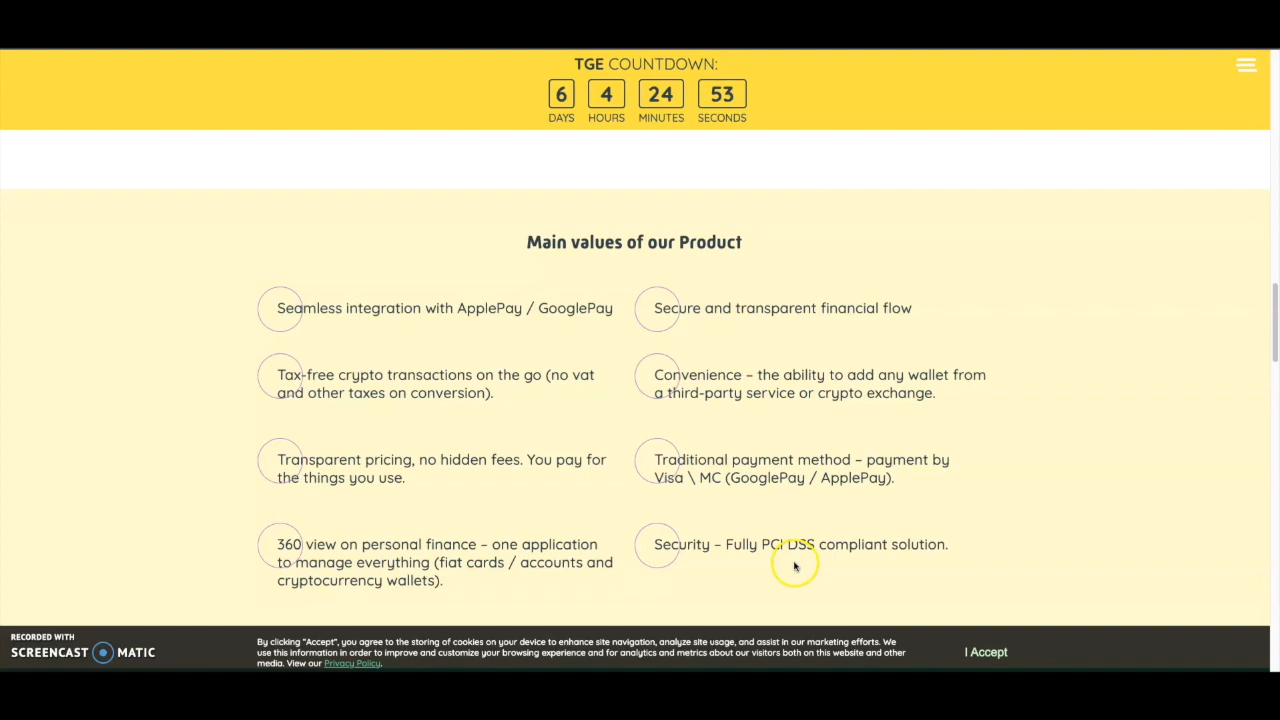 TGE COUNTDOWN:
6 4 24 53
DAYS HOURS MINUTES SECONDS
Main values of our Product
Seamless integration with ApplePay / GooglePay
Secure and transparent financial flow
Tax-free crypto transactions on the go (no vat
and other taxes on conversion).
Convenience – the ability to add any wallet from
a third-party service or crypto exchange.
Transparent pricing, no hidden fees. You pay for
the things you use.
Traditional payment method – payment by
Visa \ MC (GooglePay / ApplePay).
360 view on personal finance – one application
to manage everything (fiat cards / accounts and
cryptocurrency wallets).
Security – Fully PCI DSS compliant solution.
RECORDED WITH
SCREENCAST MATIC
By clicking "Accept", you agree to the storing of cookies on your device to enhance site navigation, analyze site usage, and assist in our marketing efforts. We
use this information in order to improve and customize your browsing experience and for analytics and metrics about our visitors both on this website and other
media. View our Privacy Policy.
I Accept